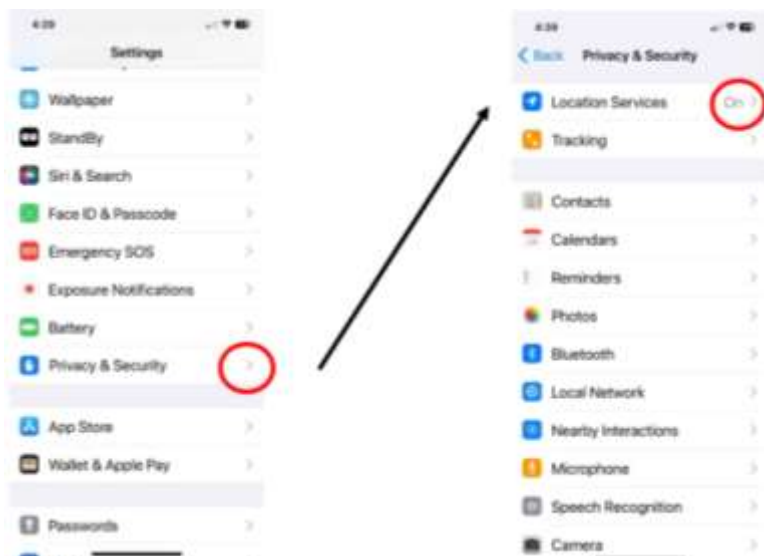 4:39
Settings
Wallpaper
StandBy
Siri & Search
Face ID & Passcode
Emergency SOS
Exposure Notifications
Battery
Privacy & Security
App Store
Wallet & Apple Pay
Passwords
4:39
Back Privacy & Security
Location Services On
Tracking
Contacts
Calendars
Reminders
Photos
Bluetooth
Local Network
Nearby Interactions
Microphone
Speech Recognition
Camera